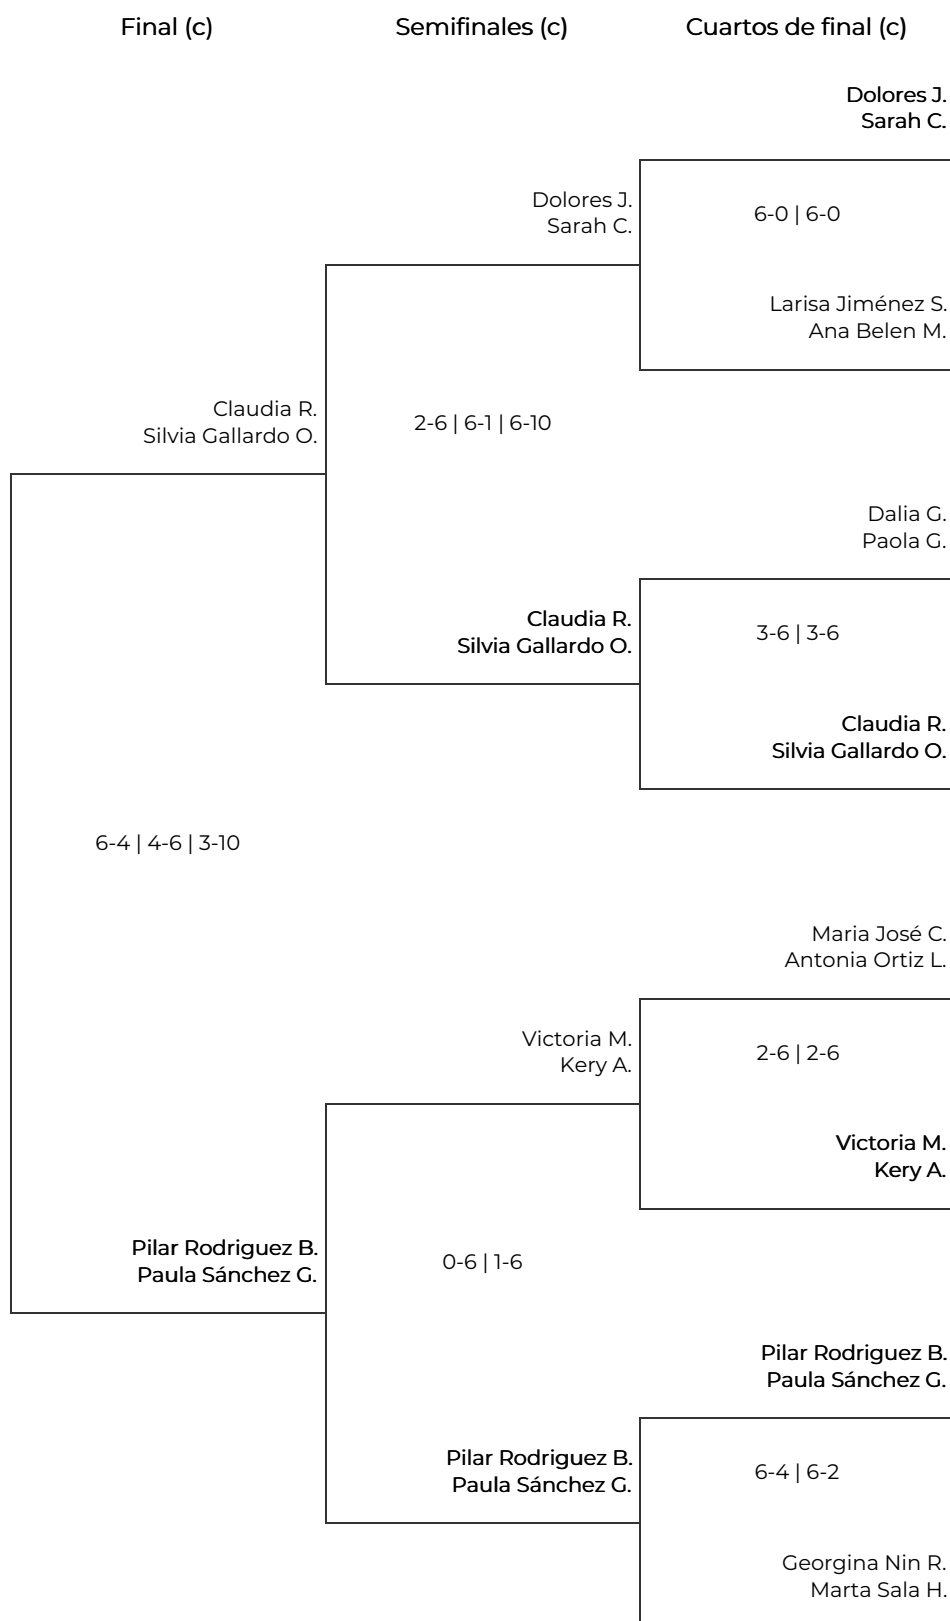 Final (c)
Semifinales (c)
Cuartos de final (c)
Dolores J.
Sarah C.
Dolores J.
Sarah C.
6-0 | 6-0
Larisa Jiménez S.
Ana Belen M.
Claudia R.
Silvia Gallardo O.
2-6 | 6-1 | 6-10
Dalia G.
Paola G.
Claudia R.
Silvia Gallardo O.
3-6 | 3-6
Claudia R.
Silvia Gallardo O.
6-4 | 4-6 | 3-10
Maria José C.
Antonia Ortiz L.
Victoria M.
Kery A.
2-6 | 2-6
Victoria M.
Kery A.
Pilar Rodriguez B.
Paula Sánchez G.
0-6 | 1-6
Pilar Rodriguez B.
Paula Sánchez G.
Pilar Rodriguez B.
Paula Sánchez G.
6-4 | 6-2
Georgina Nin R.
Marta Sala H.